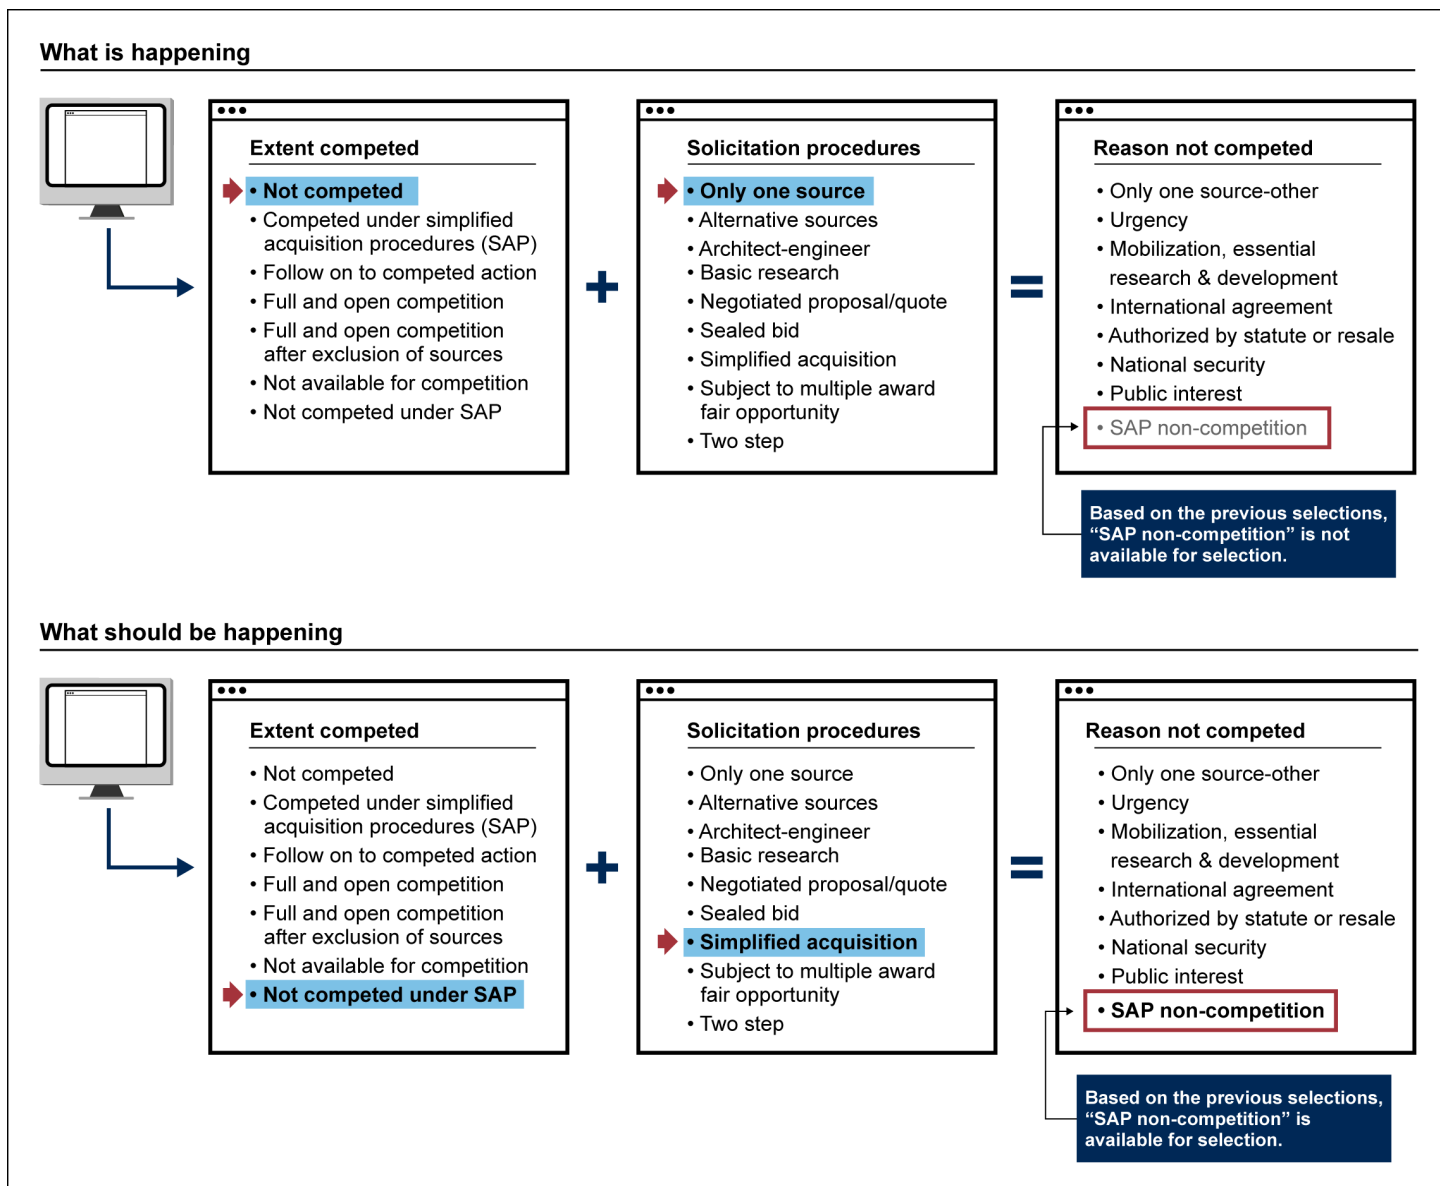 What is happening
Extent competed
• Not competed
• Competed under simplified
acquisition procedures (SAP)
• Follow on to competed action
• Full and open competition
• Full and open competition
after exclusion of sources
• Not available for competition
• Not competed under SAP
+
Solicitation procedures
• Only one source
• Alternative sources
• Architect-engineer
• Basic research
• Negotiated proposal/quote
• Sealed bid
• Simplified acquisition
• Subject to multiple award
fair opportunity
• Two step
=
Reason not competed
• Only one source-other
• Urgency
• Mobilization, essential
research & development
• International agreement
• Authorized by statute or resale
• National security
• Public interest
• SAP non-competition
Based on the previous selections,
“SAP non-competition” is not
available for selection.
What should be happening
Extent competed
• Not competed
• Competed under simplified
acquisition procedures (SAP)
• Follow on to competed action
• Full and open competition
• Full and open competition
after exclusion of sources
• Not available for competition
• Not competed under SAP
+
Solicitation procedures
• Only one source
• Alternative sources
• Architect-engineer
• Basic research
• Negotiated proposal/quote
• Sealed bid
• Simplified acquisition
• Subject to multiple award
fair opportunity
• Two step
=
Reason not competed
• Only one source-other
• Urgency
• Mobilization, essential
research & development
• International agreement
• Authorized by statute or resale
• National security
• Public interest
• SAP non-competition
Based on the previous selections,
“SAP non-competition” is
available for selection.